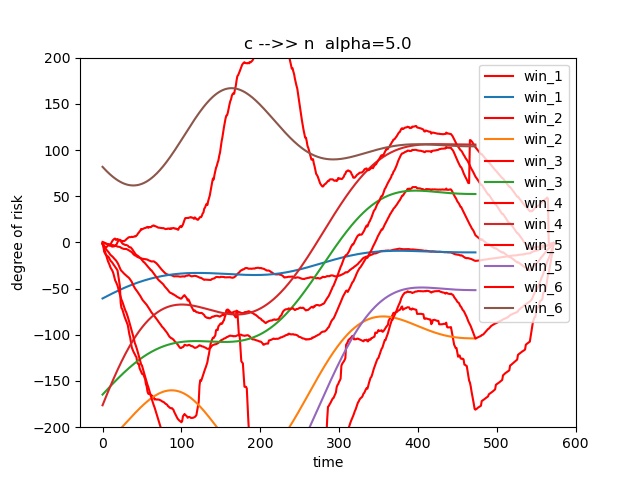 c -->> n  alpha=5.0
degree of risk
200
150
100
50
0
−50
−100
−150
−200
0
100
200
300
400
500
600
time
win_1
win_1
win_2
win_2
win_3
win_3
win_4
win_4
win_5
win_5
win_6
win_6